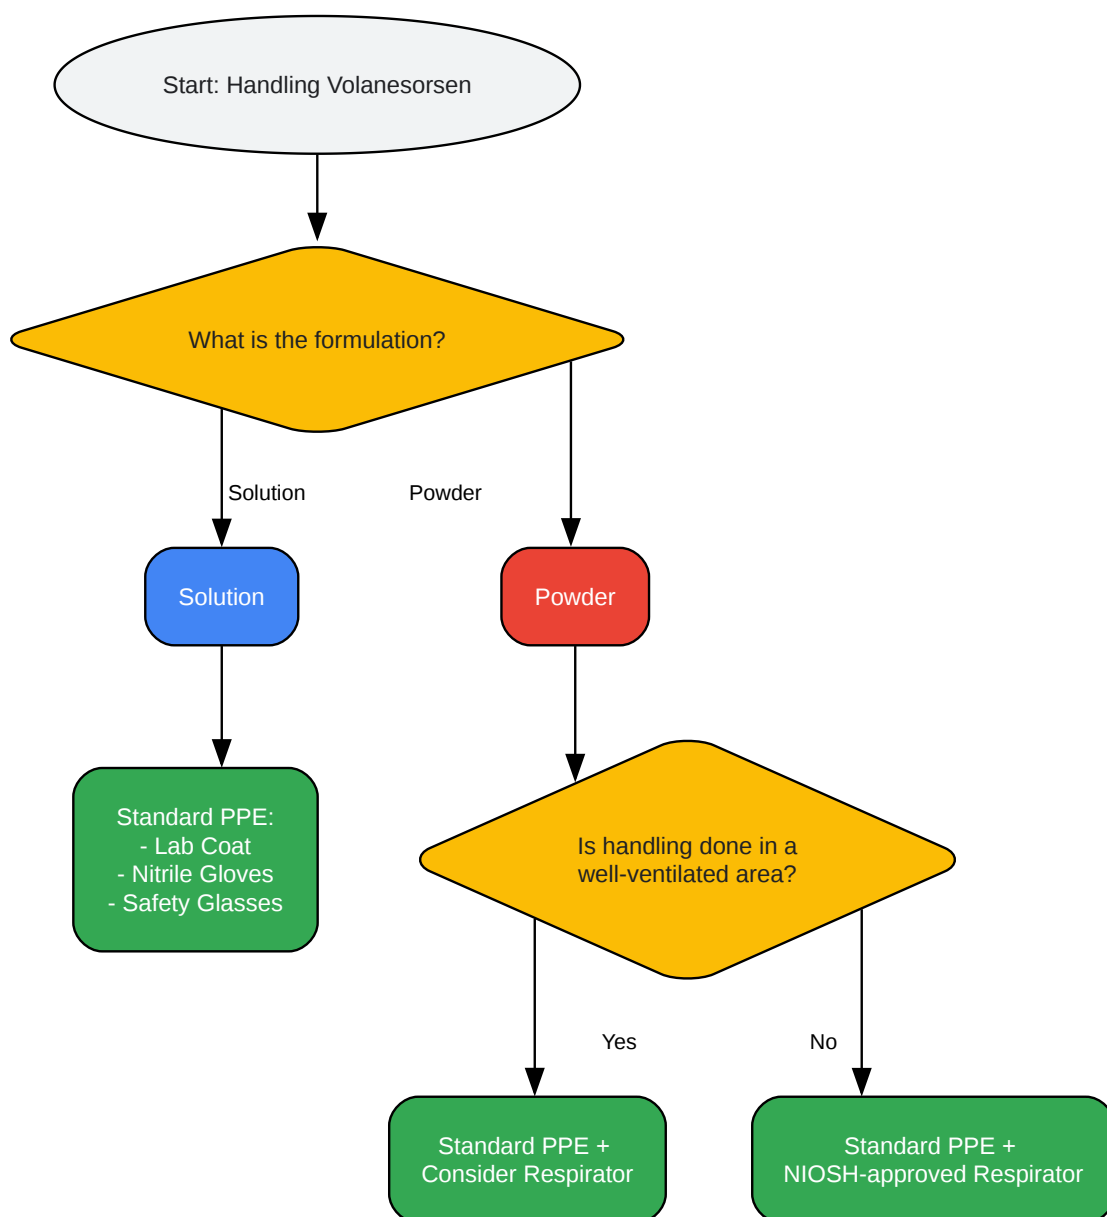 Start: Handling Volanesorsen
What is the formulation?
Solution
Powder
Solution
Powder
Standard PPE:
- Lab Coat
- Nitrile Gloves
- Safety Glasses
Is handling done in a
well-ventilated area?
Yes
No
Standard PPE +
Consider Respirator
Standard PPE +
NIOSH-approved Respirator